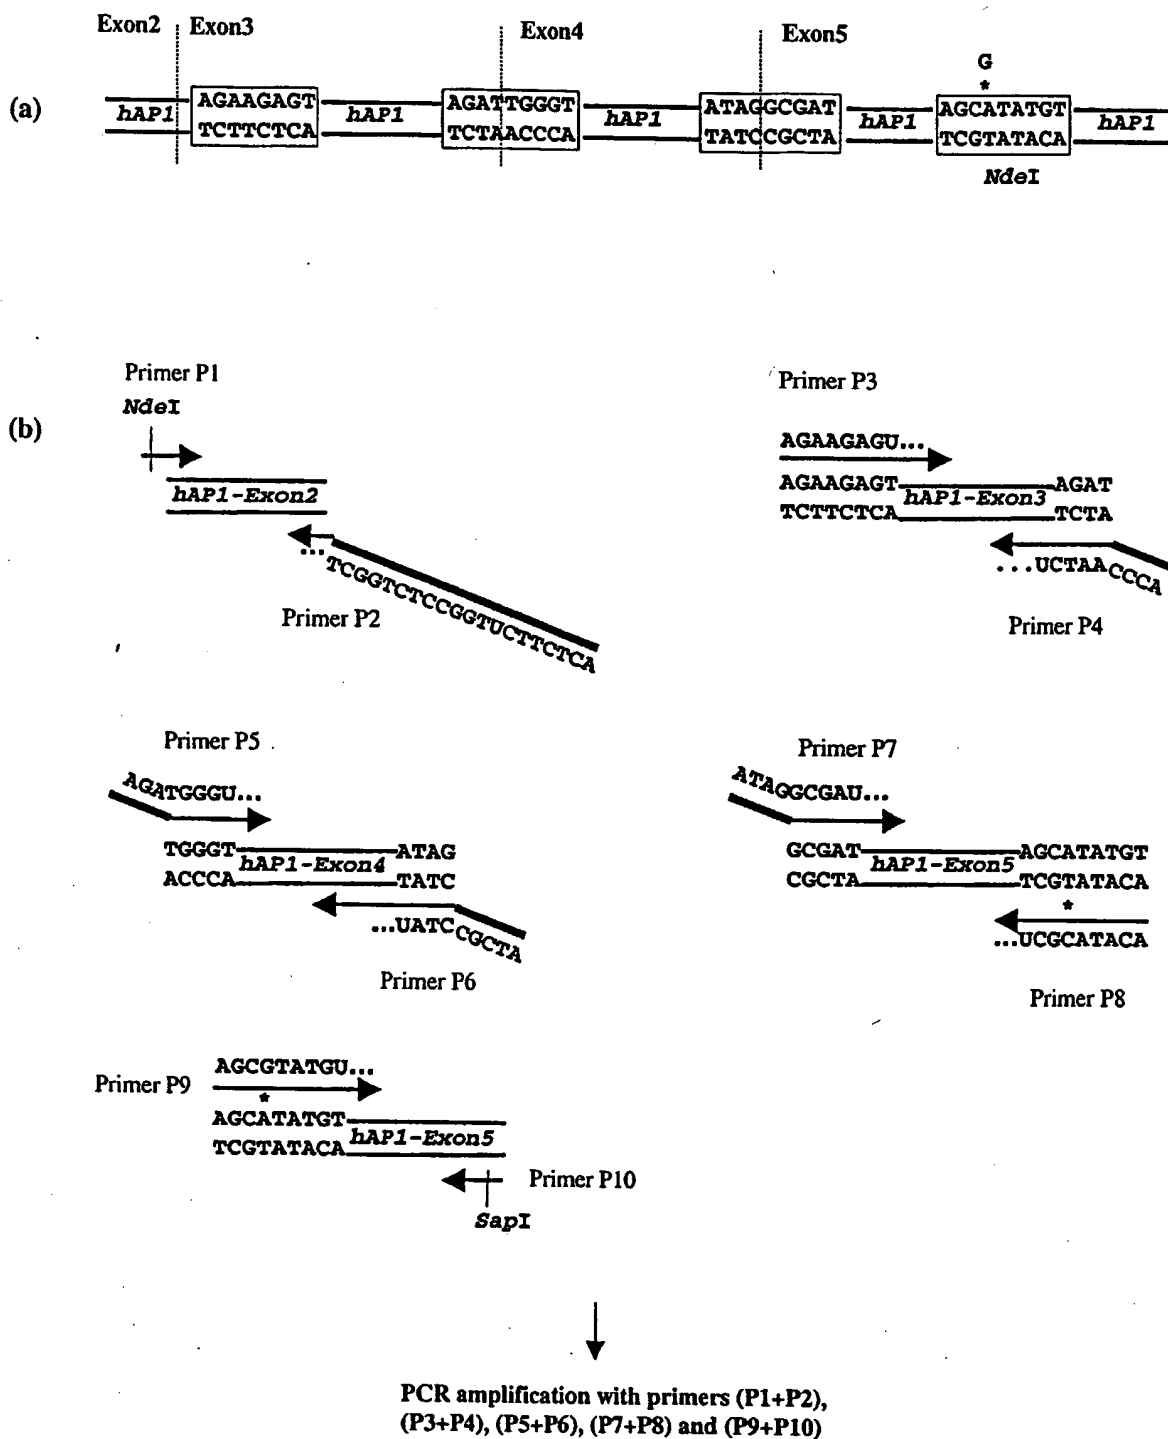 Exon2 Exon3 Exon4 Exon5
G
*
(a)
hAP1 AGAAGAGT hAP1 AGATTGGGT hAP1 ATAGGCGAT hAP1 AGCATATGT hAP1
TCTTCTCA TCTAACCCA TATCCGCTA TCGTATACA
NdeI
(b)
Primer P1
NdeI
hAP1-Exon2
...TCGGTCTCCGGTUCTTCTCA
Primer P2
Primer P3
AGAAGAGU...
AGAAGAGT hAP1-Exon3 AGAT
TCTTCTCA TCTA
...UCTAACCCA
Primer P4
Primer P5
AGATGGGU...
TGGGT hAP1-Exon4 ATAG
ACCCA TATC
...UATCCGCTA
Primer P6
Primer P7
ATAGGCGAU...
GCGAT hAP1-Exon5 AGCATATGT
CGCTA TCGTATACA
*
...UCGCATACA
Primer P8
AGCGTATGU...
Primer P9
*
AGCATATGT hAP1-Exon5
TCGTATACA
Primer P10
SapI
PCR amplification with primers (P1+P2),
(P3+P4), (P5+P6), (P7+P8) and (P9+P10)